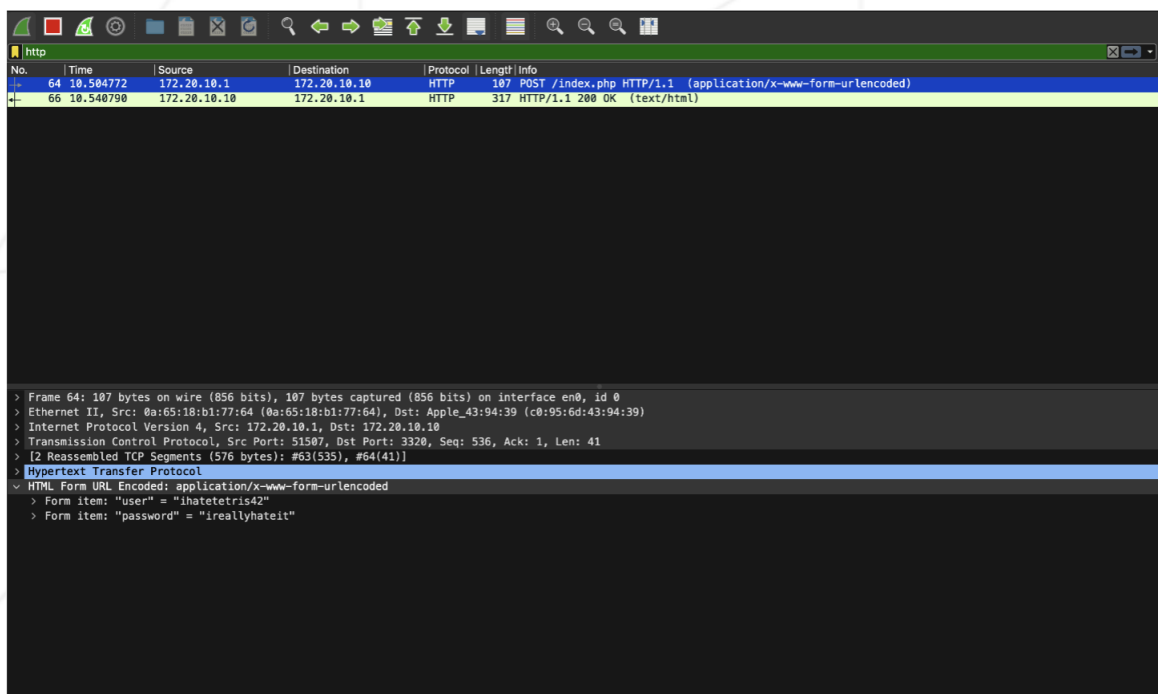 http
No. Time Source Destination Protocol Length Info
64 10.504772 172.20.10.1 172.20.10.10 HTTP 107 POST /index.php HTTP/1.1 (application/x-www-form-urlencoded)
66 10.540790 172.20.10.10 172.20.10.1 HTTP 317 HTTP/1.1 200 OK (text/html)
> Frame 64: 107 bytes on wire (856 bits), 107 bytes captured (856 bits) on interface en0, id 0
> Ethernet II, Src: 0a:65:18:b1:77:64 (0a:65:18:b1:77:64), Dst: Apple_43:94:39 (c0:95:6d:43:94:39)
> Internet Protocol Version 4, Src: 172.20.10.1, Dst: 172.20.10.10
> Transmission Control Protocol, Src Port: 51507, Dst Port: 3320, Seq: 536, Ack: 1, Len: 41
> [2 Reassembled TCP Segments (576 bytes): #63(535), #64(41)]
> Hypertext Transfer Protocol
HTML Form URL Encoded: application/x-www-form-urlencoded
> Form item: "user" = "ihatetetris42"
> Form item: "password" = "ireallyhateit"